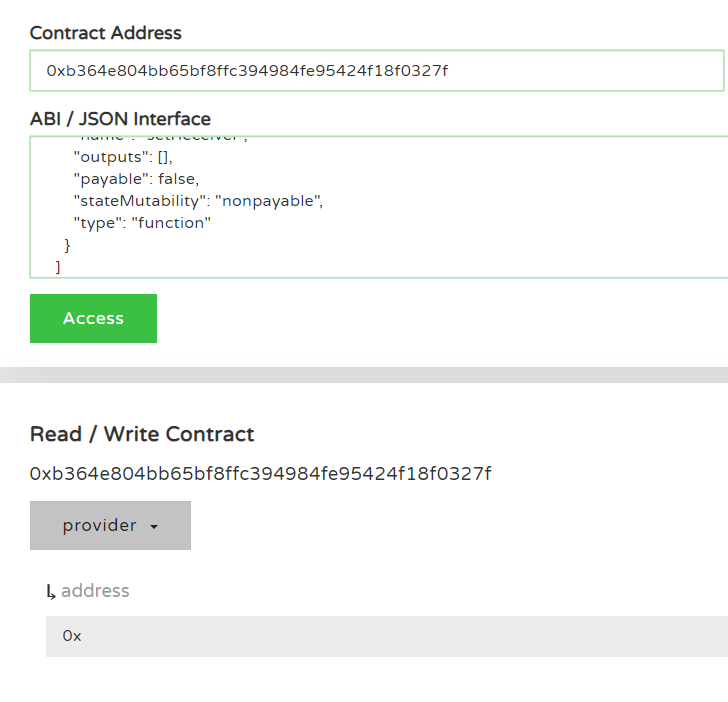 Contract Address
0xb364e804bb65bf8ffc394984fe95424f18f0327f
ABI / JSON Interface
"outputs": [],
"payable": false,
"stateMutability": "nonpayable",
"type": "function"
}
]
Access
Read / Write Contract
0xb364e804bb65bf8ffc394984fe95424f18f0327f
provider
address
0x